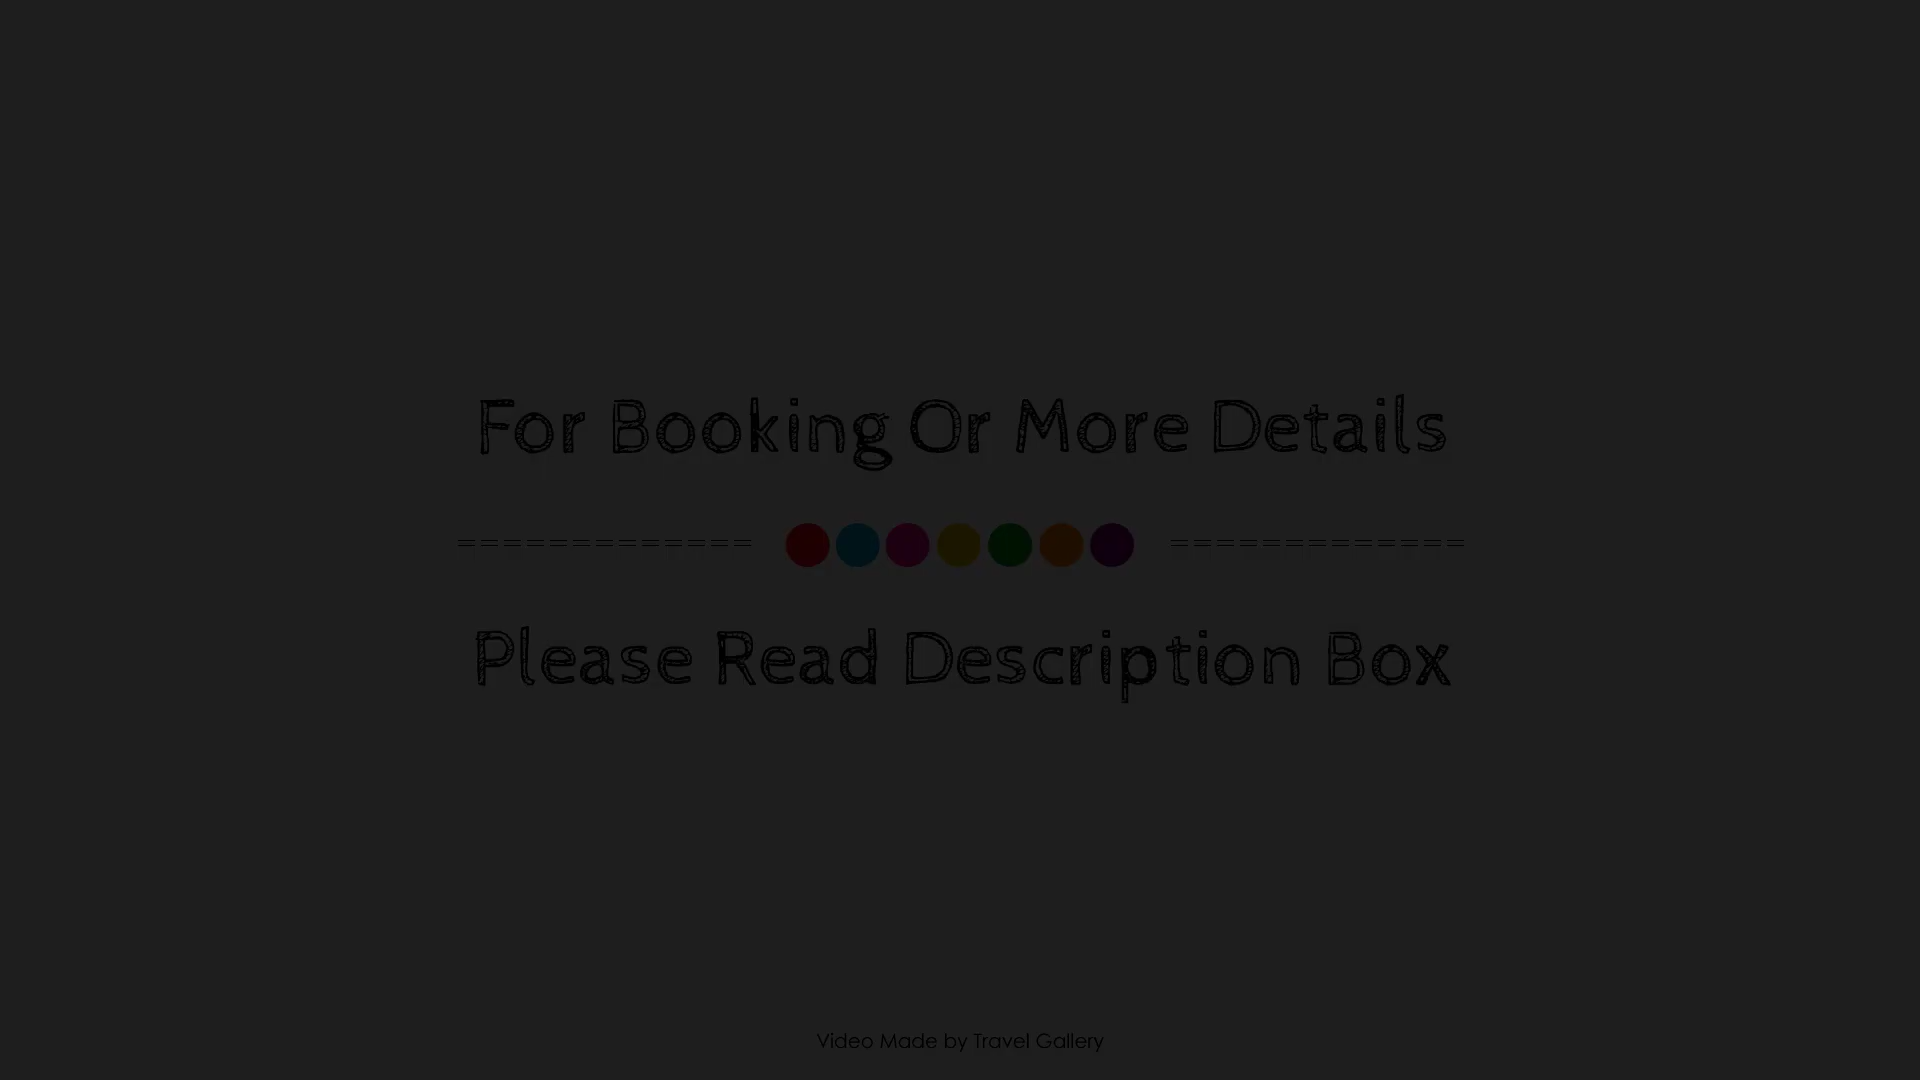 For Booking Or More Details
============= =============
Please Read Description Box
Video Made by Travel Gallery